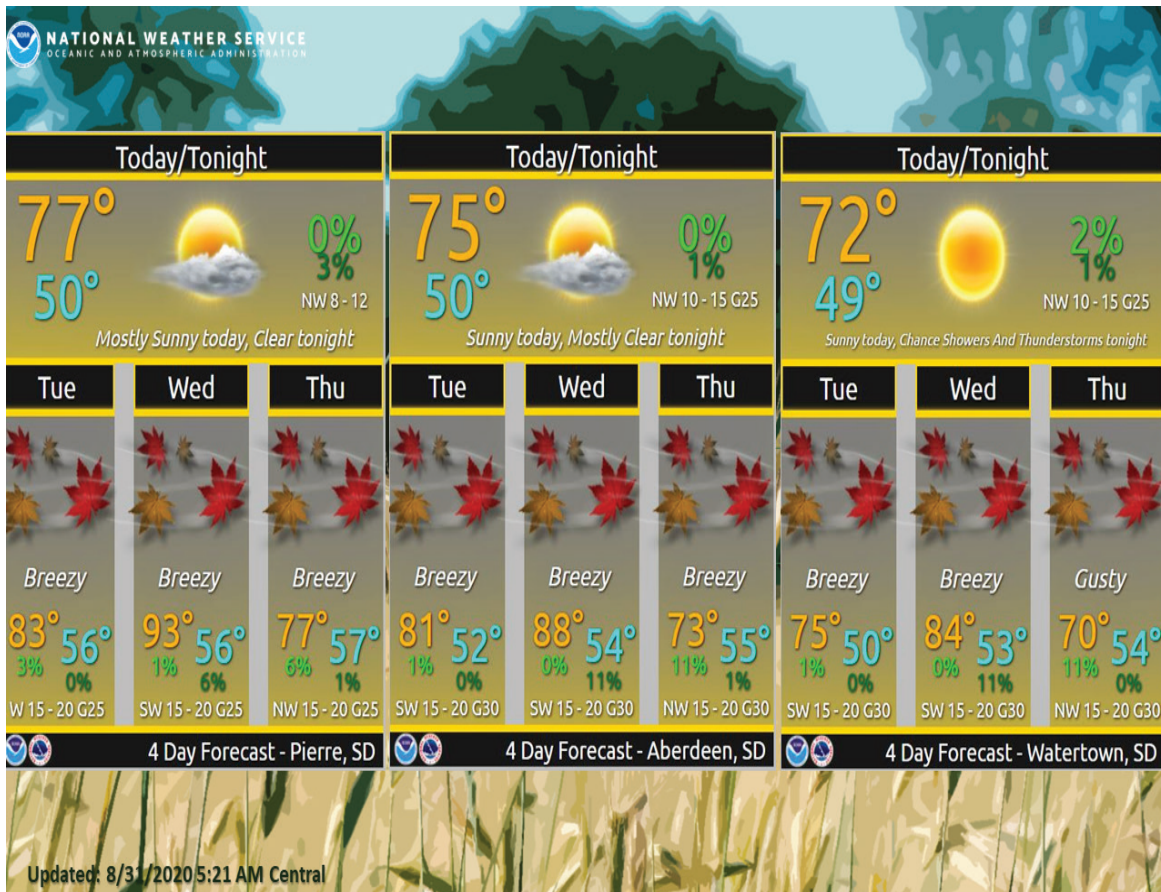 NATIONAL WEATHER SERVICE
OCEANIC AND ATMOSPHERIC ADMINISTRATION
Today/Tonight
77°
50°
0%
3%
NW 8 - 12
Mostly Sunny today, Clear tonight
Tue
Wed
Thu
Breezy
Breezy
Breezy
83° 56°
3%
0%
93° 56°
1%
6%
77° 57°
6%
1%
W 15 - 20 G25
SW 15 - 20 G25
NW 15 - 20 G25
4 Day Forecast - Pierre, SD
Today/Tonight
75°
50°
0%
1%
NW 10 - 15 G25
Sunny today, Mostly Clear tonight
Tue
Wed
Thu
Breezy
Breezy
Breezy
81° 52°
1%
0%
88° 54°
0%
11%
73° 55°
11%
1%
SW 15 - 20 G30
SW 15 - 20 G30
NW 15 - 20 G30
4 Day Forecast - Aberdeen, SD
Today/Tonight
72°
49°
2%
1%
NW 10 - 15 G25
Sunny today, Chance Showers And Thunderstorms tonight
Tue
Wed
Thu
Breezy
Breezy
Gusty
75° 50°
1%
0%
84° 53°
0%
11%
70° 54°
11%
0%
SW 15 - 20 G30
SW 15 - 20 G30
NW 15 - 20 G30
4 Day Forecast - Watertown, SD
Updated: 8/31/2020 5:21 AM Central